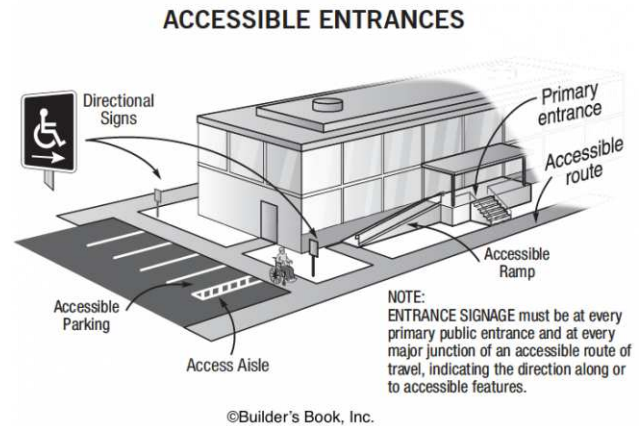 ACCESSIBLE ENTRANCES
Directional
Signs
Primary
entrance
Accessible
route
Accessible
Ramp
Accessible
Parking
Access Aisle
NOTE:
ENTRANCE SIGNAGE must be at every
primary public entrance and at every
major junction of an accessible route of
travel, indicating the direction along or
to accessible features.
©Builder's Book, Inc.